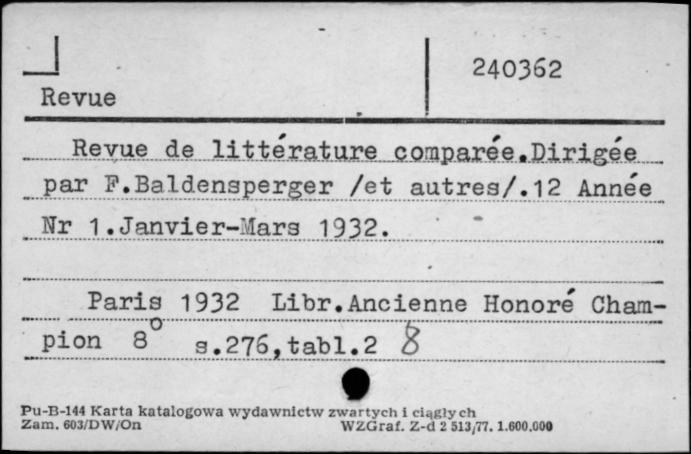 240362
Revue
Revue de littérature comparée.Dirigée
par F.Baldensperger /et autres/.12 Année
Nr 1.Janvier-Mars 1932.
Paris 1932 Libr.Ancienne Honoré Cham-
pion 8° s.276,tabl.2 8
Pu-B-144 Karta katalogowa wydawnictw zwartych i ciągłych
Zam. 603/DW/On WZGraf. Z-d 2 513/77. 1.600.000